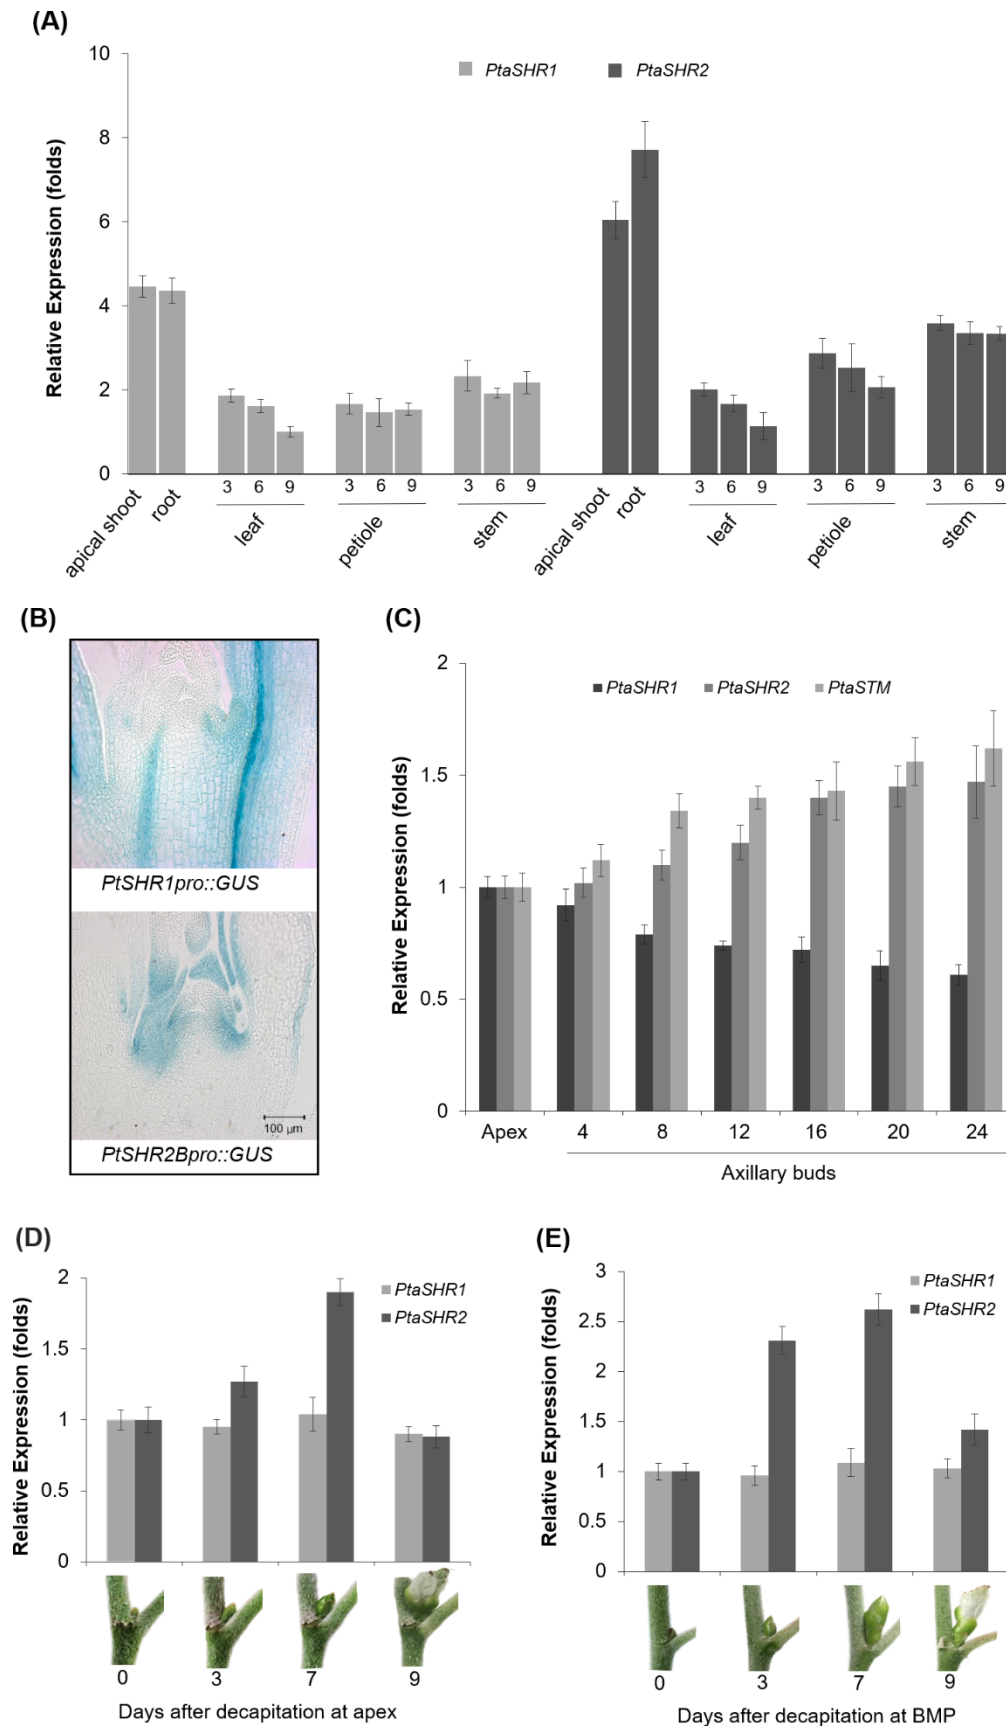 (A)
Relative Expression (folds)
10
8
6
4
2
0
PtaSHR1
PtaSHR2
apical shoot
root
3 6 9
leaf
3 6 9
petiole
3 6 9
stem
apical shoot
root
3 6 9
leaf
3 6 9
petiole
3 6 9
stem
(B)
PtSHR1pro::GUS
100 µm
PtSHR2Bpro::GUS
(C)
Relative Expression (folds)
2
1.5
1
0.5
0
PtaSHR1 PtaSHR2 PtaSTM
Apex 4 8 12 16 20 24
Axillary buds
(D)
Relative Expression (folds)
2
1.5
1
0.5
0
PtaSHR1
PtaSHR2
0 3 7 9
Days after decapitation at apex
(E)
Relative Expression (folds)
3
2.5
2
1.5
1
0.5
0
PtaSHR1
PtaSHR2
0 3 7 9
Days after decapitation at BMP